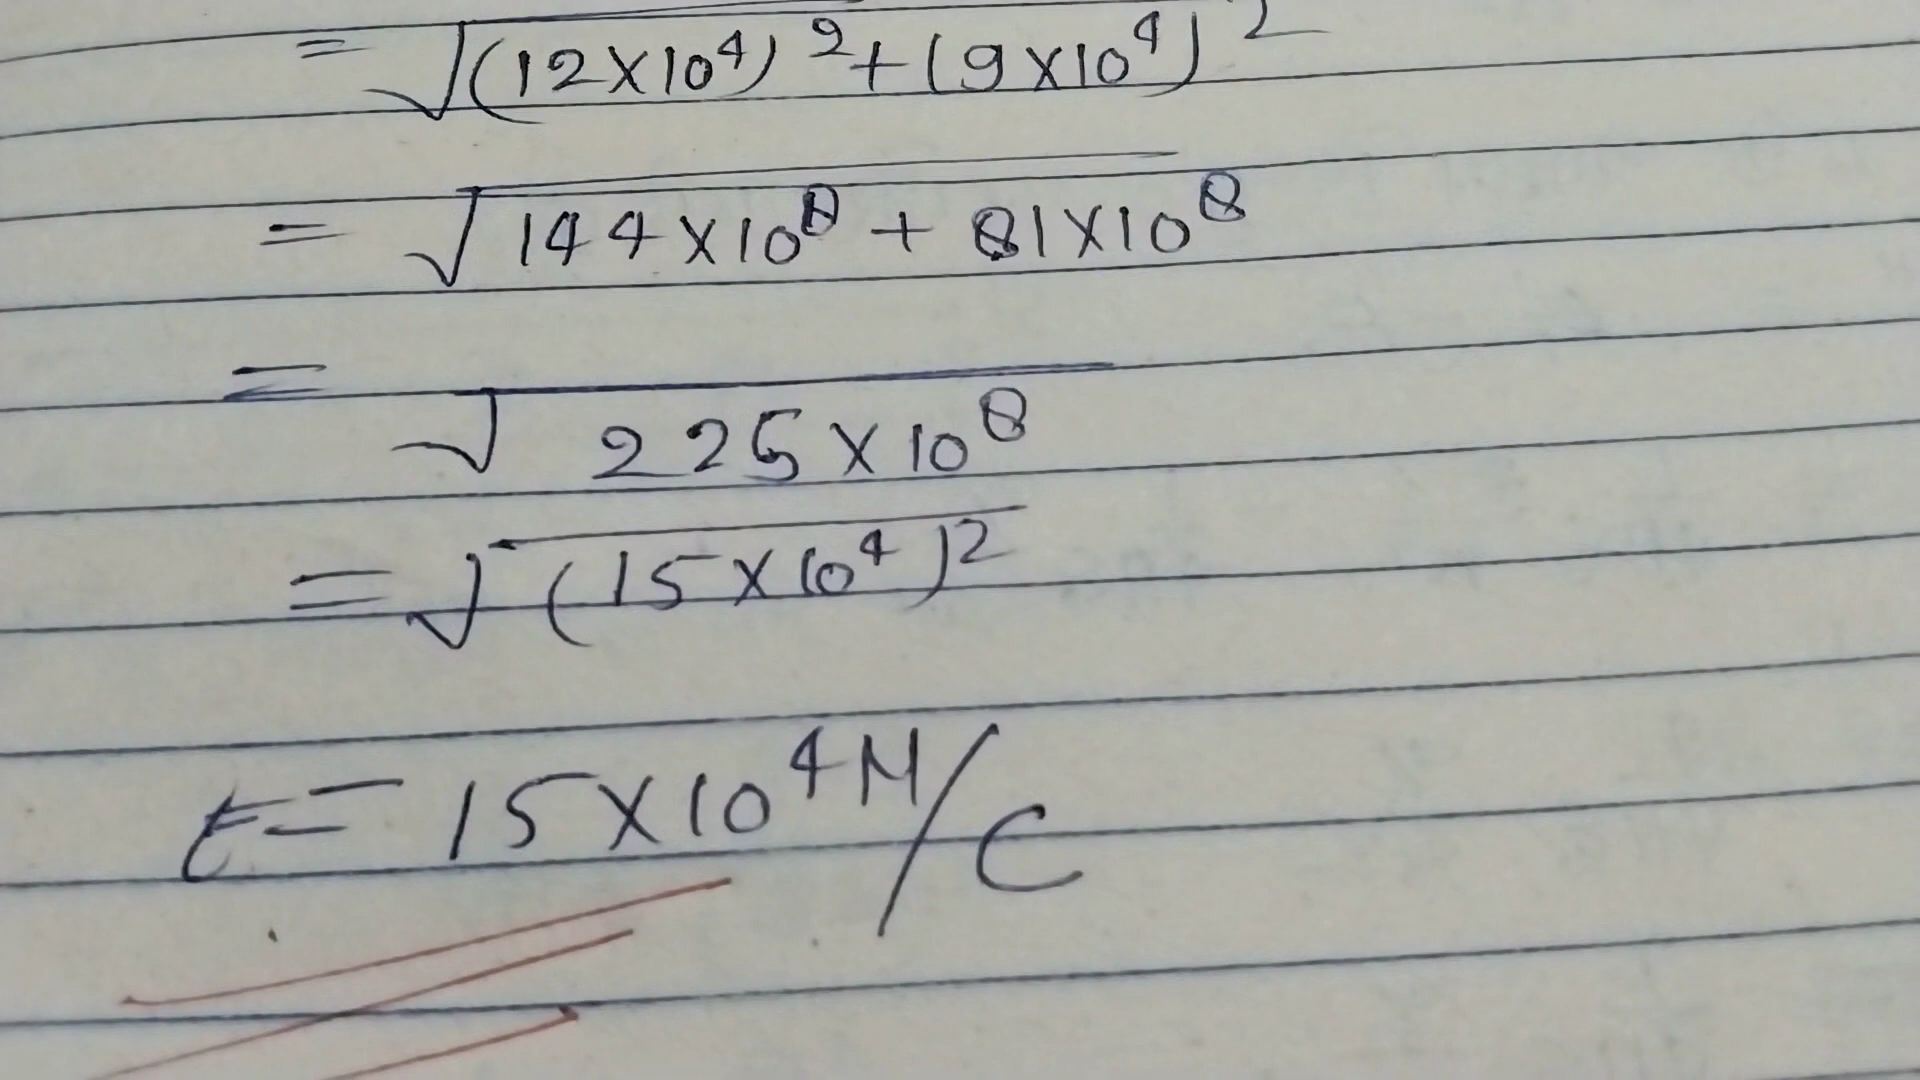 = √(12×10⁴)² + (9×10⁴)²
= √144×10⁸ + 81×10⁸
= √225×10⁸
= √(15×10⁴)²
E = 15×10⁴ N/C